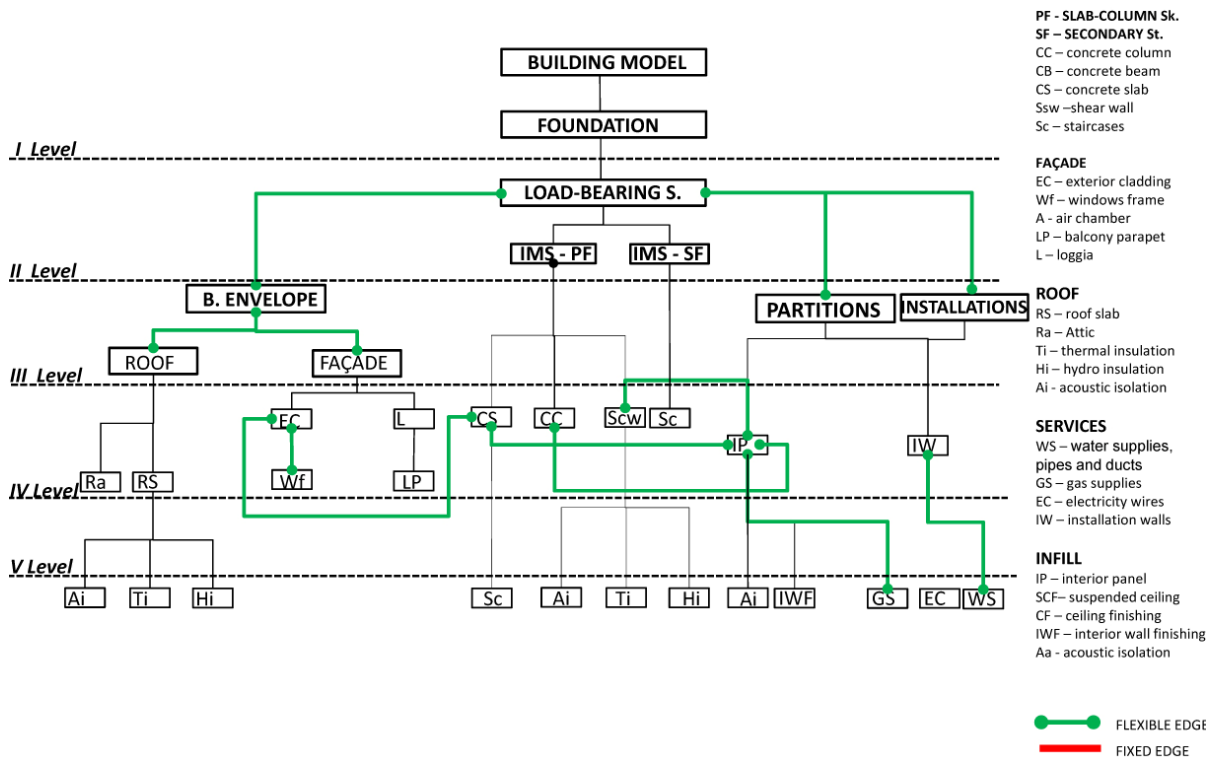 BUILDING MODEL
FOUNDATION
I Level
LOAD-BEARING S.
IMS - PF
IMS - SF
II Level
B. ENVELOPE
PARTITIONS
INSTALLATIONS
ROOF
FAÇADE
III Level
EC
L
CS
CC
Scw
Sc
IP
IW
Ra
RS
Wf
LP
IV Level
V Level
Ai
Ti
Hi
Sc
Ai
Ti
Hi
Ai
IWF
GS
EC
WS
PF - SLAB-COLUMN Sk.
SF – SECONDARY St.
CC – concrete column
CB – concrete beam
CS – concrete slab
Ssw –shear wall
Sc – staircases
FAÇADE
EC – exterior cladding
Wf – windows frame
A - air chamber
LP – balcony parapet
L – loggia
ROOF
RS – roof slab
Ra – Attic
Ti – thermal insulation
Hi – hydro insulation
Ai - acoustic isolation
SERVICES
WS – water supplies,
pipes and ducts
GS – gas supplies
EC – electricity wires
IW – installation walls
INFILL
IP – interior panel
SCF– suspended ceiling
CF – ceiling finishing
IWF – interior wall finishing
Aa - acoustic isolation
FLEXIBLE EDGE
FIXED EDGE